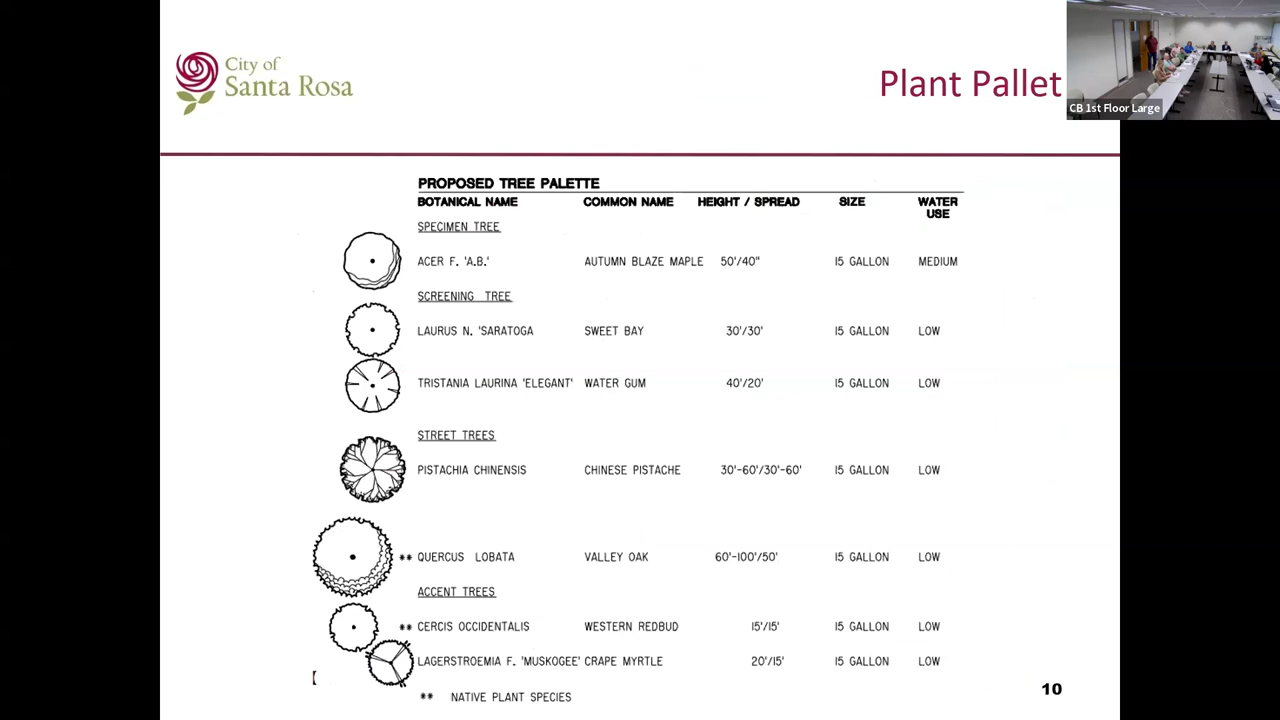 City of
Santa Rosa
Plant Pallet
CB 1st Floor Large
PROPOSED TREE PALETTE
BOTANICAL NAME COMMON NAME HEIGHT / SPREAD SIZE WATER USE
SPECIMEN TREE
ACER F. 'A.B.' AUTUMN BLAZE MAPLE 50'/40" 15 GALLON MEDIUM
SCREENING TREE
LAURUS N. 'SARATOGA SWEET BAY 30'/30' 15 GALLON LOW
TRISTANIA LAURINA 'ELEGANT' WATER GUM 40'/20' 15 GALLON LOW
STREET TREES
PISTACHIA CHINENSIS CHINESE PISTACHE 30'-60'/30'-60' 15 GALLON LOW
** QUERCUS LOBATA VALLEY OAK 60'-100'/50' 15 GALLON LOW
ACCENT TREES
** CERCIS OCCIDENTALIS WESTERN REDBUD 15'/15' 15 GALLON LOW
LAGERSTROEMIA F. 'MUSKOGEE' CRAPE MYRTLE 20'/15' 15 GALLON LOW
** NATIVE PLANT SPECIES
10